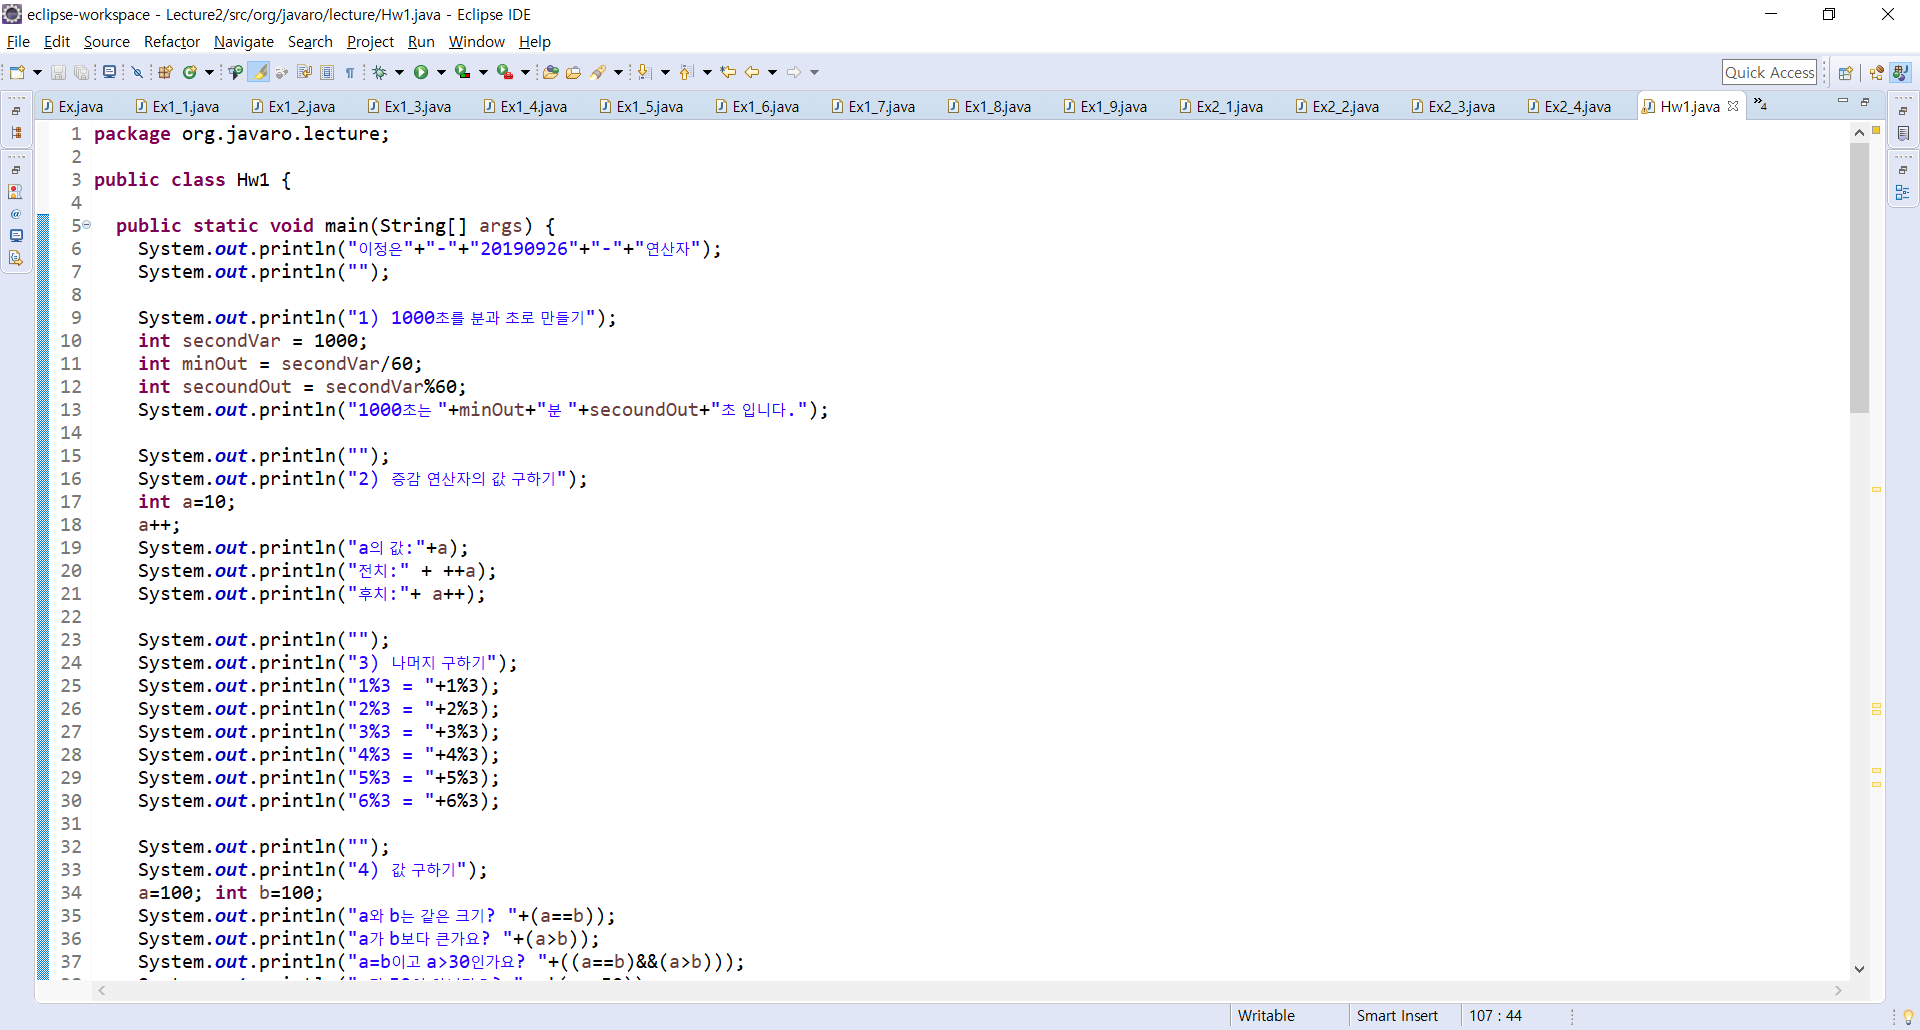 eclipse-workspace - Lecture2/src/org/javaro/lecture/Hw1.java - Eclipse IDE
File Edit Source Refactor Navigate Search Project Run Window Help
Quick Access
Ex.java Ex1_1.java Ex1_2.java Ex1_3.java Ex1_4.java Ex1_5.java Ex1_6.java Ex1_7.java Ex1_8.java Ex1_9.java Ex2_1.java Ex2_2.java Ex2_3.java Ex2_4.java Hw1.java »4
1 package org.javaro.lecture;
2
3 public class Hw1 {
4
5 public static void main(String[] args) {
6 System.out.println("이정은"+"-"+"20190926"+"-"+"연산자");
7 System.out.println("");
8
9 System.out.println("1) 1000초를 분과 초로 만들기");
10 int secondVar = 1000;
11 int minOut = secondVar/60;
12 int secoundOut = secondVar%60;
13 System.out.println("1000초는 "+minOut+"분 "+secoundOut+"초 입니다.");
14
15 System.out.println("");
16 System.out.println("2) 증감 연산자의 값 구하기");
17 int a=10;
18 a++;
19 System.out.println("a의 값:"+a);
20 System.out.println("전치:" + ++a);
21 System.out.println("후치:"+ a++);
22
23 System.out.println("");
24 System.out.println("3) 나머지 구하기");
25 System.out.println("1%3 = "+1%3);
26 System.out.println("2%3 = "+2%3);
27 System.out.println("3%3 = "+3%3);
28 System.out.println("4%3 = "+4%3);
29 System.out.println("5%3 = "+5%3);
30 System.out.println("6%3 = "+6%3);
31
32 System.out.println("");
33 System.out.println("4) 값 구하기");
34 a=100; int b=100;
35 System.out.println("a와 b는 같은 크기? "+(a==b));
36 System.out.println("a가 b보다 큰가요? "+(a>b));
37 System.out.println("a=b이고 a>30인가요? "+((a==b)&&(a>b)));
Writable Smart Insert 107 : 44